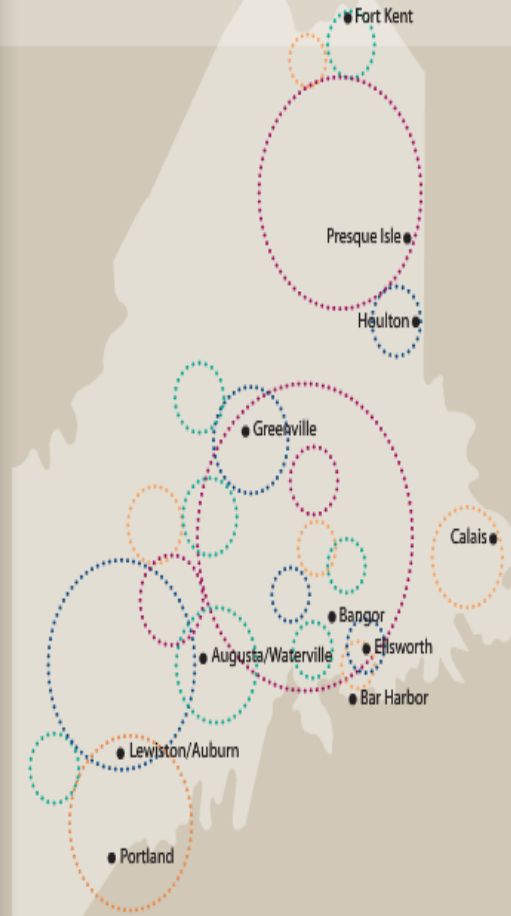 Fort Kent
Presque Isle
Houlton
Greenville
Calais
Bangor
Ellsworth
Augusta/Waterville
Bar Harbor
Lewiston/Auburn
Portland